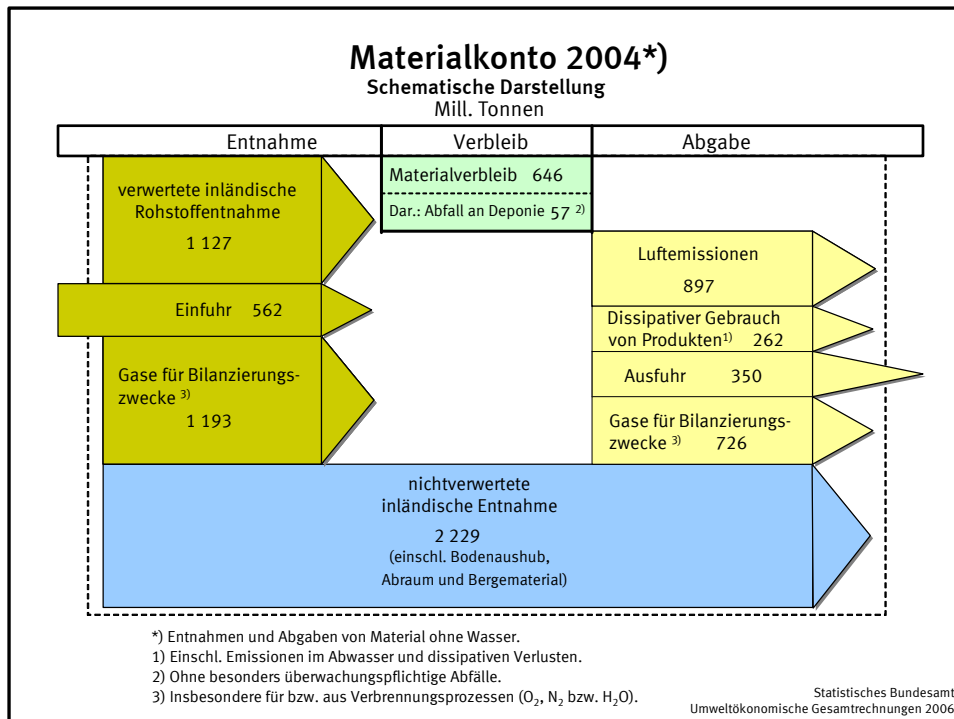 Materialkonto 2004*)
Schematische Darstellung
Mill. Tonnen
Entnahme
Verbleib
Abgabe
verwertete inländische
Rohstoffentnahme
1 127
Einfuhr 562
Gase für Bilanzierungs-
zwecke 3)
1 193
Materialverbleib 646
Dar.: Abfall an Deponie 57 2)
Luftemissionen
897
Dissipativer Gebrauch
von Produkten1) 262
Ausfuhr 350
Gase für Bilanzierungs-
zwecke 3) 726
nichtverwertete
inländische Entnahme
2 229
(einschl. Bodenaushub,
Abraum und Bergematerial)
*) Entnahmen und Abgaben von Material ohne Wasser.
1) Einschl. Emissionen im Abwasser und dissipativen Verlusten.
2) Ohne besonders überwachungspflichtige Abfälle.
3) Insbesondere für bzw. aus Verbrennungsprozessen (O2, N2 bzw. H2O).
Statistisches Bundesamt
Umweltökonomische Gesamtrechnungen 2006